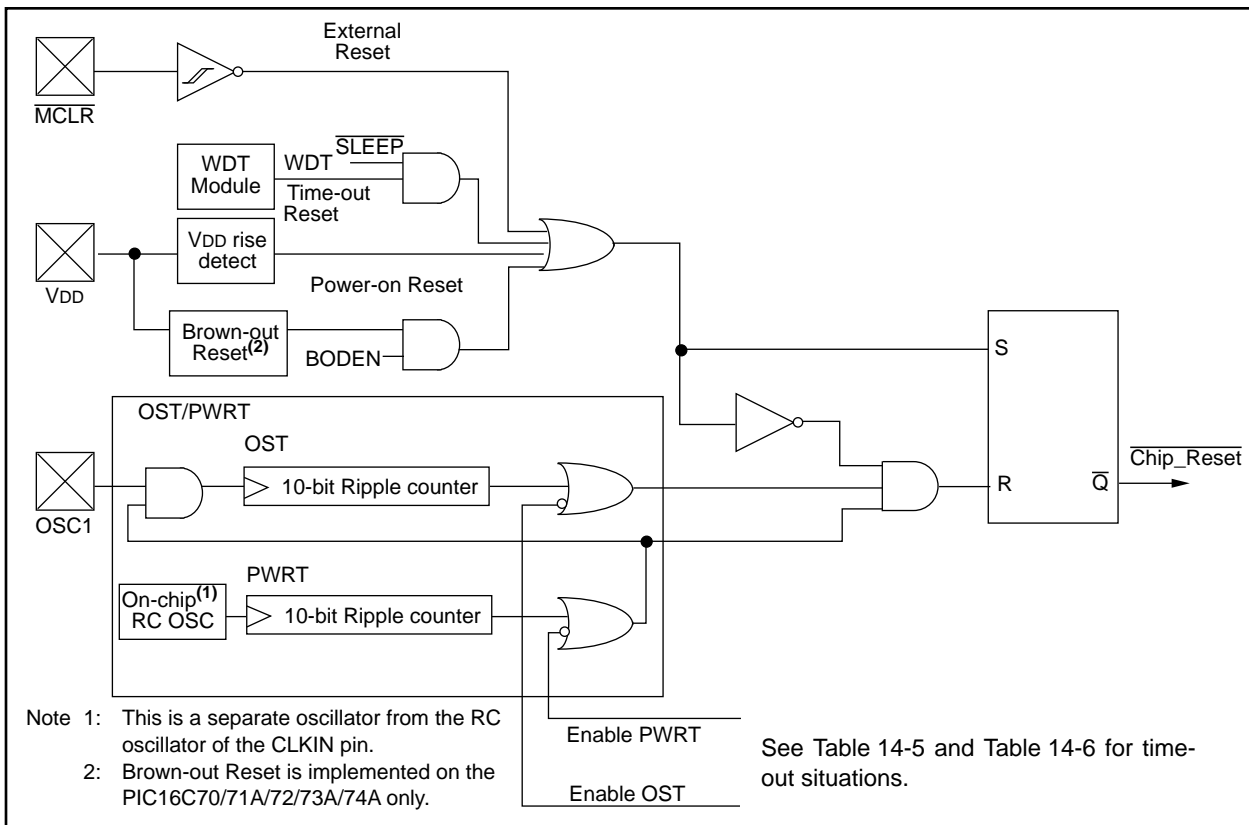 External
Reset
MCLR
SLEEP
WDT
Module
WDT
Time-out
Reset
VDD rise
detect
VDD
Power-on Reset
Brown-out
Reset(2)
BODEN
S
OST/PWRT
OST
10-bit Ripple counter
OSC1
Chip_Reset
R
Q
PWRT
On-chip(1)
RC OSC
10-bit Ripple counter
Enable PWRT
Enable OST
Note 1: This is a separate oscillator from the RC
oscillator of the CLKIN pin.
2: Brown-out Reset is implemented on the
PIC16C70/71A/72/73A/74A only.
See Table 14-5 and Table 14-6 for time-
out situations.